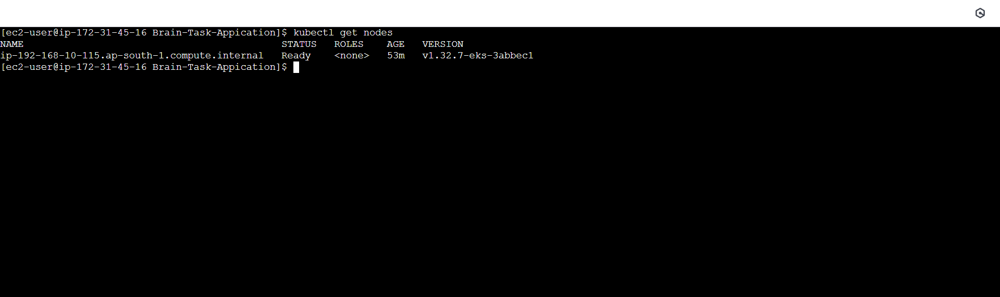 [ec2-user@ip-172-31-45-16 Brain-Task-Appication]$ kubectl get nodes
NAME                                            STATUS   ROLES    AGE   VERSION
ip-192-168-10-115.ap-south-1.compute.internal   Ready    <none>   53m   v1.32.7-eks-3abbec1
[ec2-user@ip-172-31-45-16 Brain-Task-Appication]$